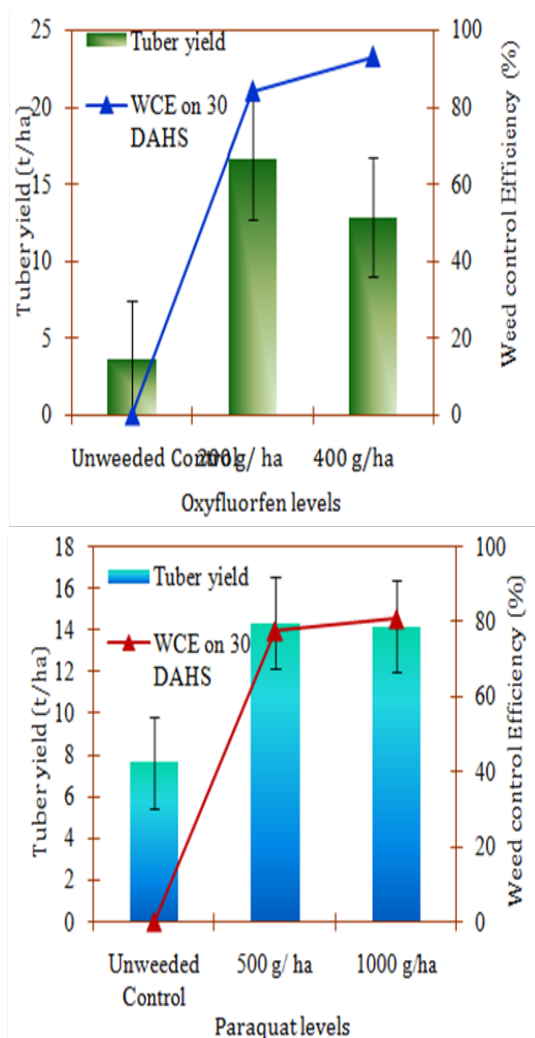 25
20
15
10
5
0
Tuber yield (t/ha)
Tuber yield
WCE on 30
DAHS
100
80
60
40
20
0
Weed control Efficiency (%)
Unweeded Control 200 g/ ha 400 g/ha
Oxyfluorfen levels
18
16
14
12
10
8
6
4
2
0
Tuber yield (t/ha)
Tuber yield
WCE on 30
DAHS
100
80
60
40
20
0
Weed control Efficiency (%)
Unweeded 500 g/ ha 1000 g/ha
Control
Paraquat levels